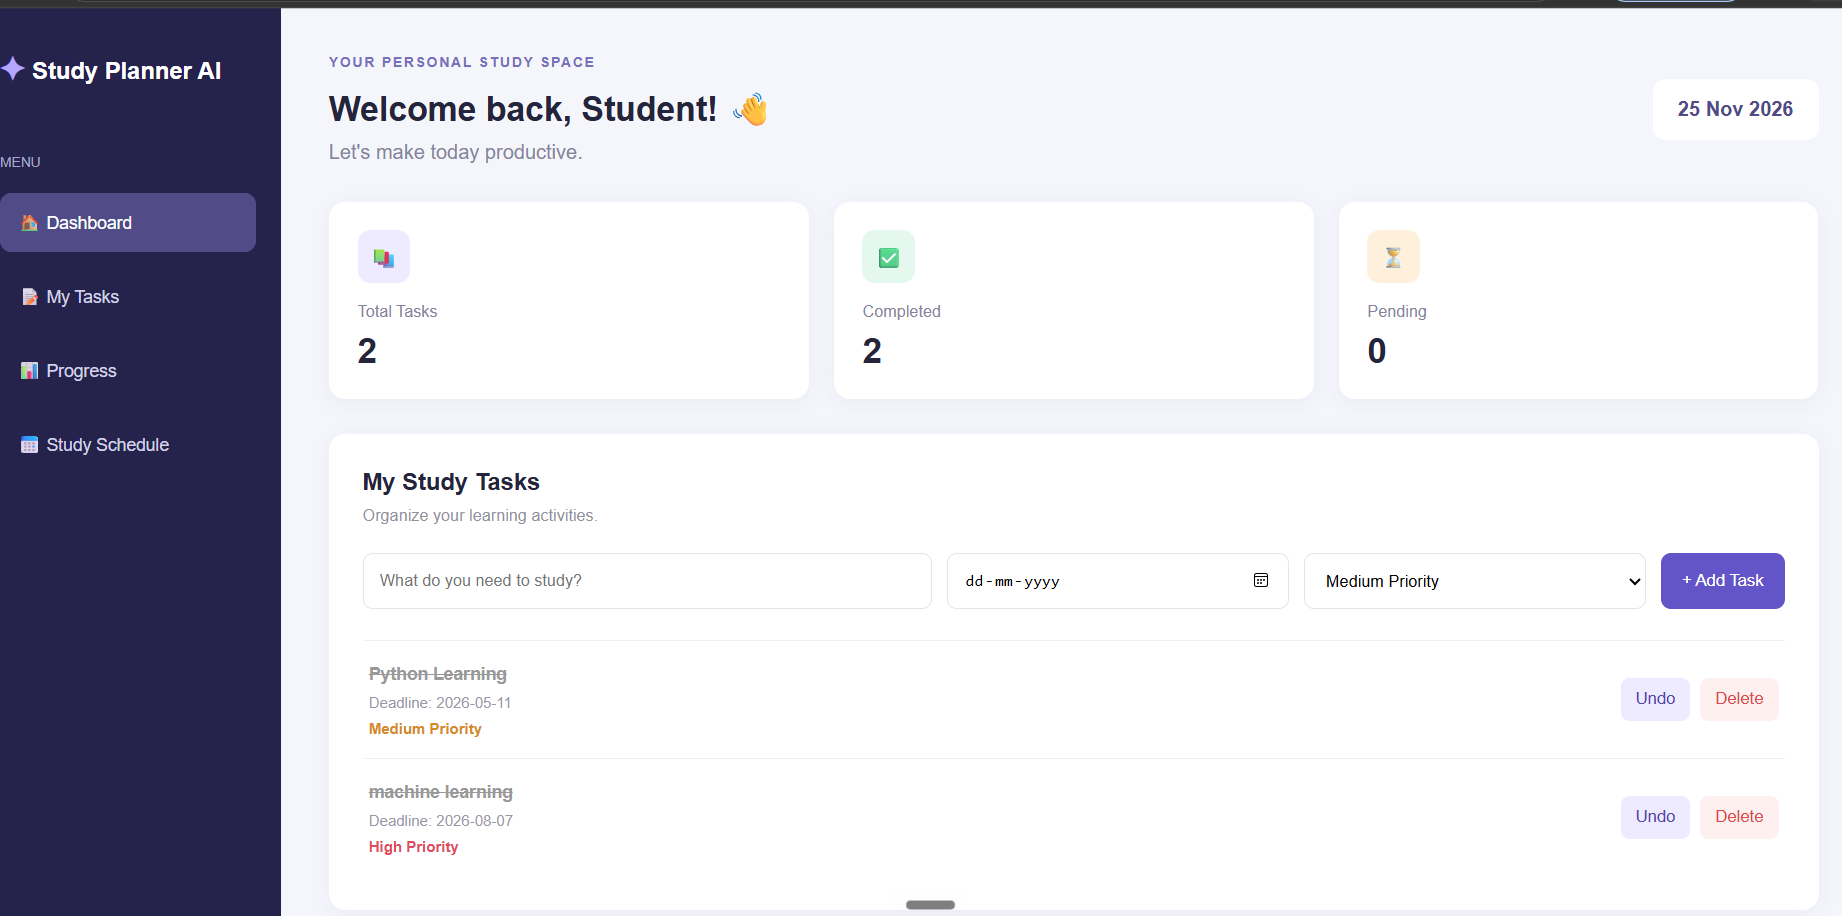 Study Planner AI
MENU
Dashboard
My Tasks
Progress
Study Schedule
YOUR PERSONAL STUDY SPACE
Welcome back, Student! 👋
Let's make today productive.
25 Nov 2026
Total Tasks
2
Completed
2
Pending
0
My Study Tasks
Organize your learning activities.
What do you need to study?
dd-mm-yyyy
Medium Priority
+ Add Task
Python Learning
Deadline: 2026-05-11
Medium Priority
Undo
Delete
machine learning
Deadline: 2026-08-07
High Priority
Undo
Delete